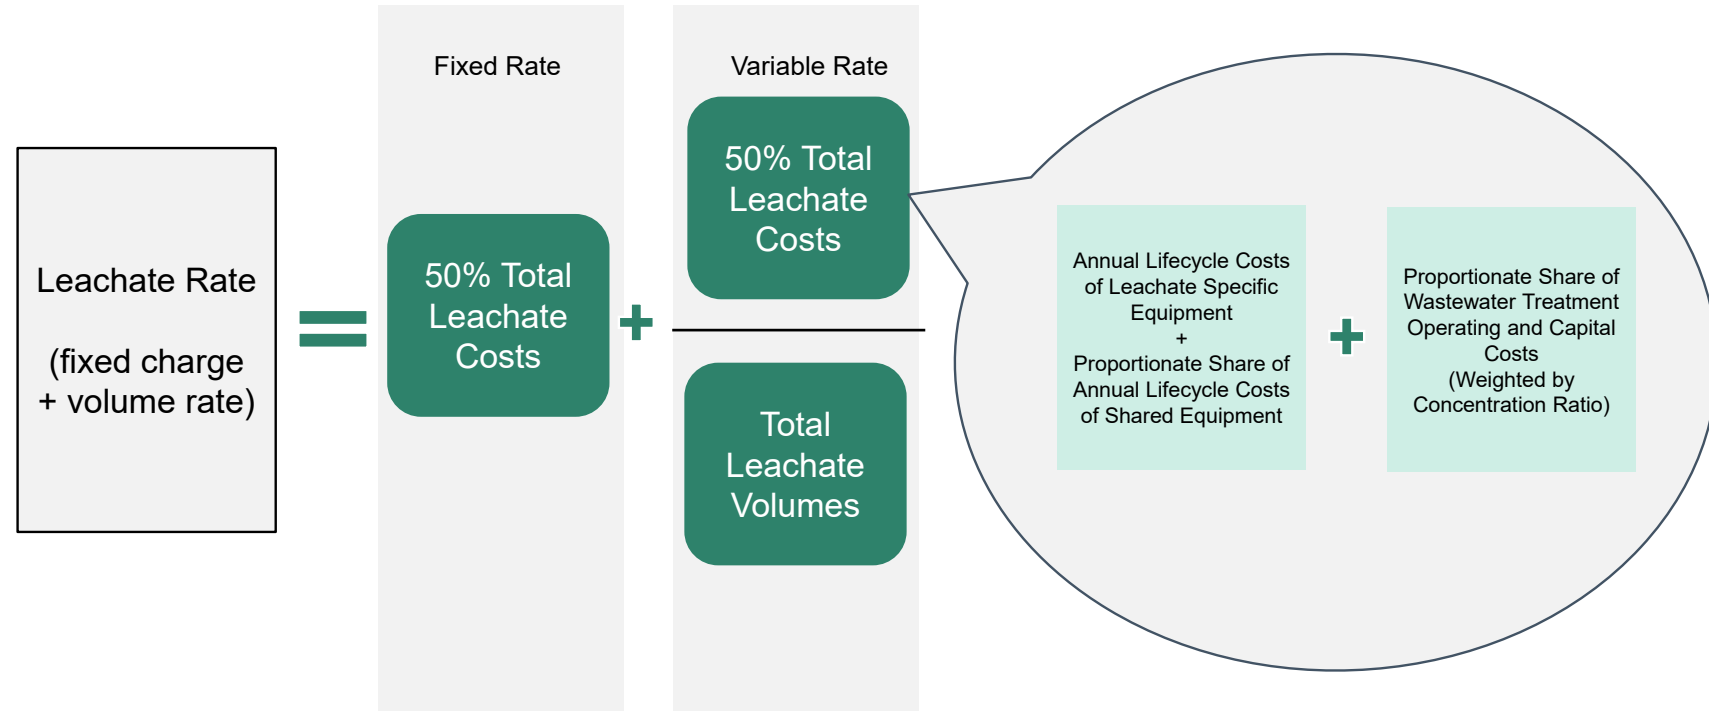 Leachate Rate
(fixed charge
+ volume rate)
=
Fixed Rate
50% Total
Leachate
Costs
+
Variable Rate
50% Total
Leachate
Costs
Total
Leachate
Volumes
Annual Lifecycle Costs
of Leachate Specific
Equipment
+
Proportionate Share of
Annual Lifecycle Costs
of Shared Equipment
+
Proportionate Share of
Wastewater Treatment
Operating and Capital
Costs
(Weighted by
Concentration Ratio)